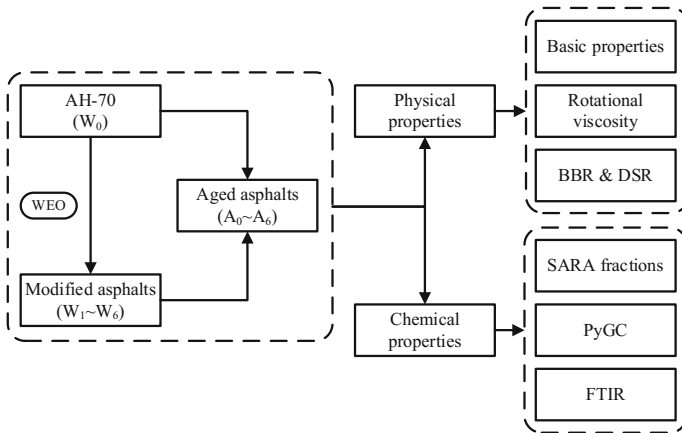 AH-70
(W₀)
WEO
Modified asphalts
(W₁~W₆)
Aged asphalts
(A₀~A₆)
Physical
properties
Chemical
properties
Basic properties
Rotational
viscosity
BBR & DSR
SARA fractions
PyGC
FTIR